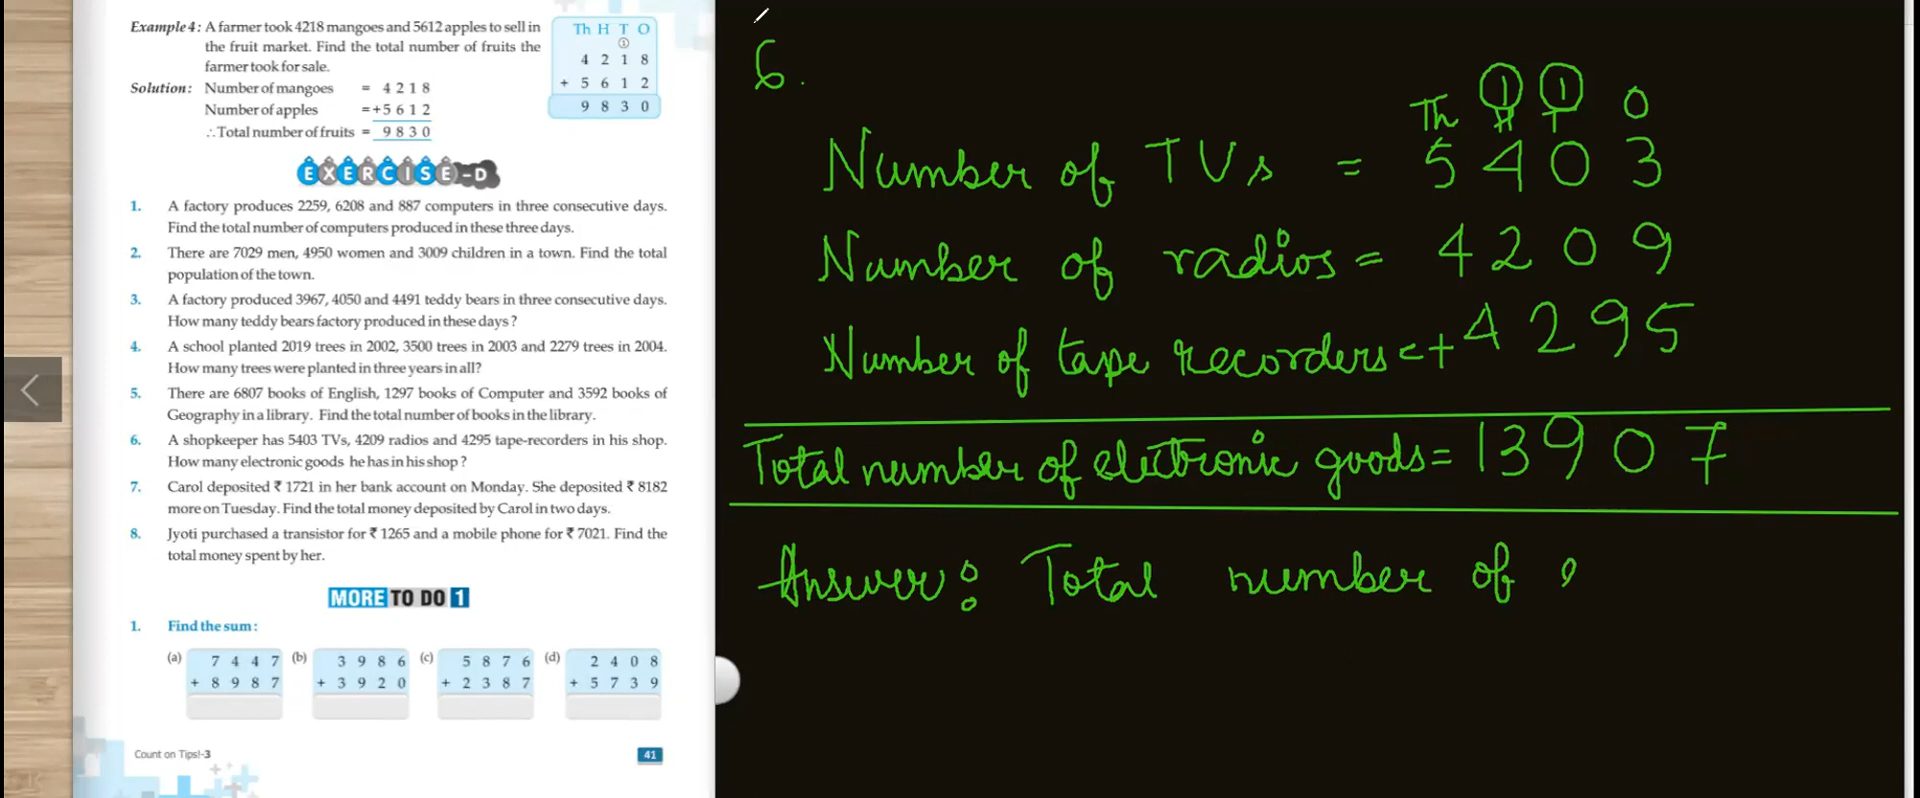 Example 4: A farmer took 4218 mangoes and 5612 apples to sell in
the fruit market. Find the total number of fruits the
farmer took for sale.
Solution: Number of mangoes = 4 2 1 8
Number of apples =+5 6 1 2
∴Total number of fruits = 9 8 3 0
Th H T O
1
4 2 1 8
+ 5 6 1 2
9 8 3 0
EXERCISE-D
1. A factory produces 2259, 6208 and 887 computers in three consecutive days.
Find the total number of computers produced in these three days.
2. There are 7029 men, 4950 women and 3009 children in a town. Find the total
population of the town.
3. A factory produced 3967, 4050 and 4491 teddy bears in three consecutive days.
How many teddy bears factory produced in these days?
4. A school planted 2019 trees in 2002, 3500 trees in 2003 and 2279 trees in 2004.
How many trees were planted in three years in all?
5. There are 6807 books of English, 1297 books of Computer and 3592 books of
Geography in a library. Find the total number of books in the library.
6. A shopkeeper has 5403 TVs, 4209 radios and 4295 tape-recorders in his shop.
How many electronic goods he has in his shop?
7. Carol deposited ₹ 1721 in her bank account on Monday. She deposited ₹ 8182
more on Tuesday. Find the total money deposited by Carol in two days.
8. Jyoti purchased a transistor for ₹ 1265 and a mobile phone for ₹ 7021. Find the
total money spent by her.
MORE TO DO 1
1. Find the sum:
(a) 7 4 4 7 (b) 3 9 8 6 (c) 5 8 7 6 (d) 2 4 0 8
+ 8 9 8 7 + 3 9 2 0 + 2 3 8 7 + 5 7 3 9
Count on Tips!-3
41
6.
1 1
Th H T O
Number of TVs = 5 4 0 3
Number of radios = 4 2 0 9
Number of tape recorders = + 4 2 9 5
Total number of electronic goods = 1 3 9 0 7
Answer: Total number of